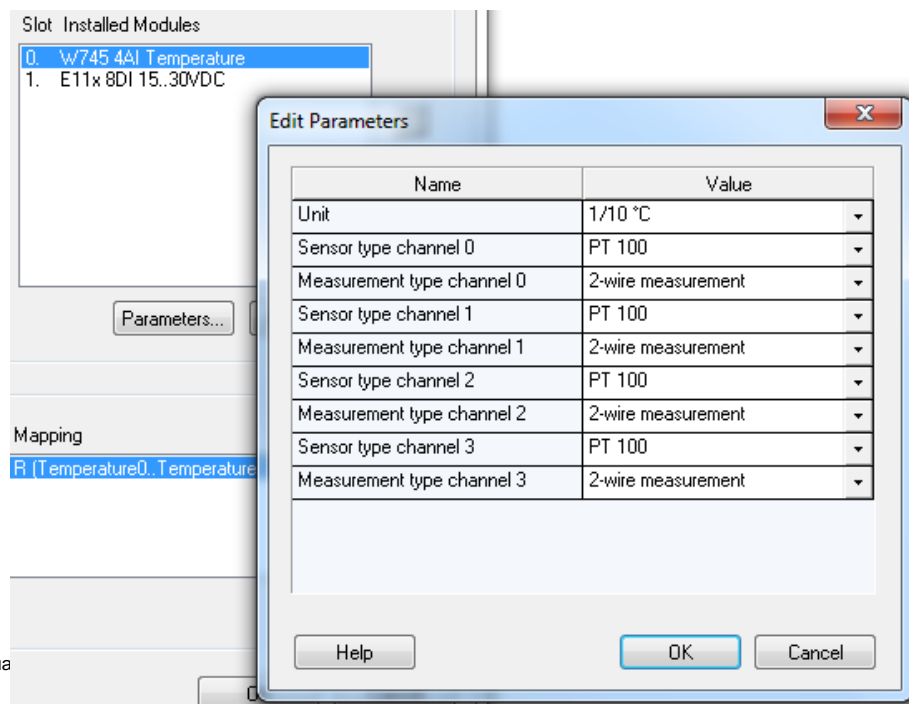 Slot Installed Modules
0. W745 4AI Temperature
1. E11x 8DI 15..30VDC
Edit Parameters
Name Value
Unit 1/10 °C
Sensor type channel 0 PT 100
Measurement type channel 0 2-wire measurement
Sensor type channel 1 PT 100
Measurement type channel 1 2-wire measurement
Sensor type channel 2 PT 100
Measurement type channel 2 2-wire measurement
Sensor type channel 3 PT 100
Measurement type channel 3 2-wire measurement
Parameters...
Mapping
R (Temperature0..Temperature
Help OK Cancel